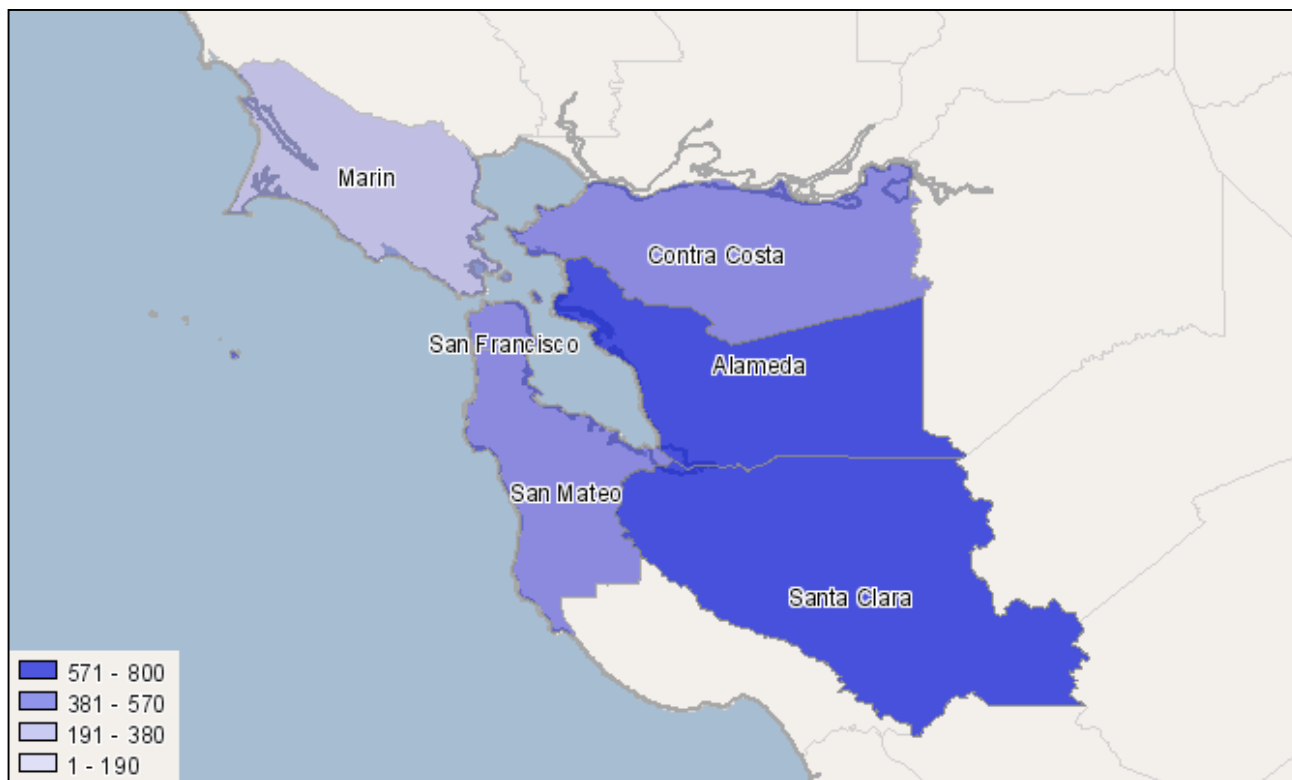 Marin
Contra Costa
San Francisco
Alameda
San Mateo
Santa Clara
571 - 800
381 - 570
191 - 380
1 - 190